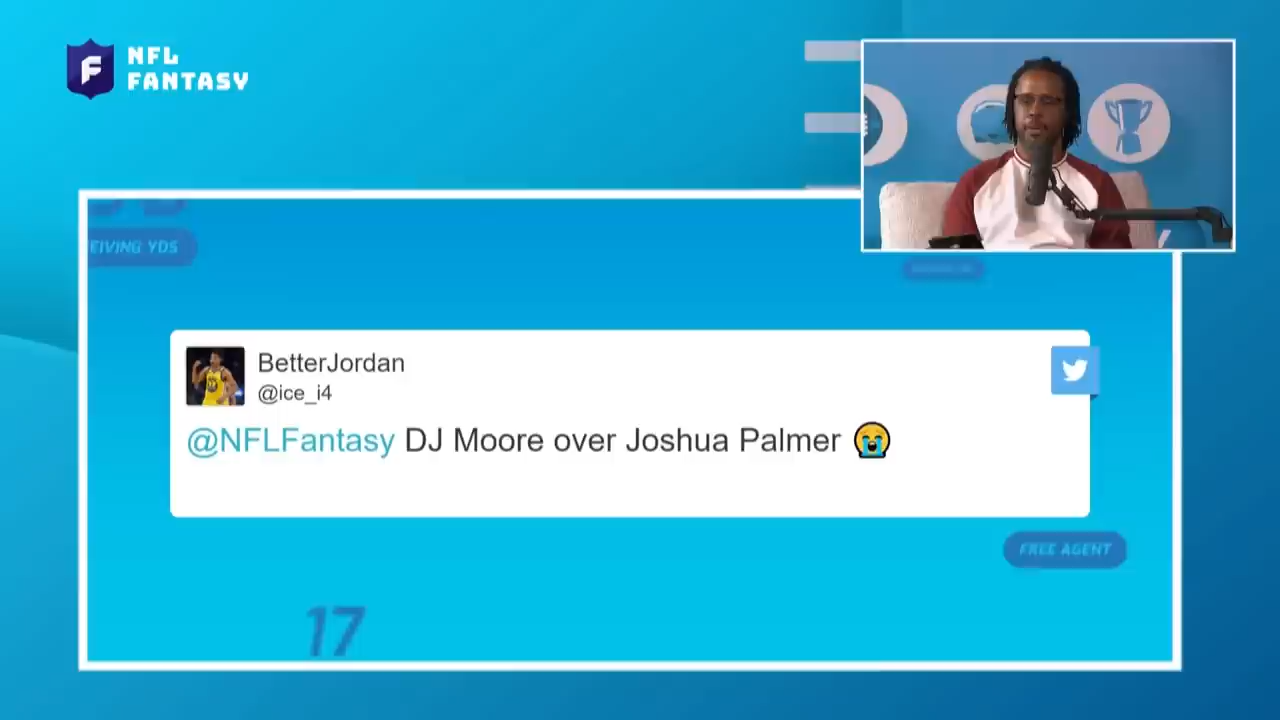 NFL
FANTASY
EIVING YDS
BetterJordan
@ice_i4
@NFLFantasy DJ Moore over Joshua Palmer 😭
FREE AGENT
17